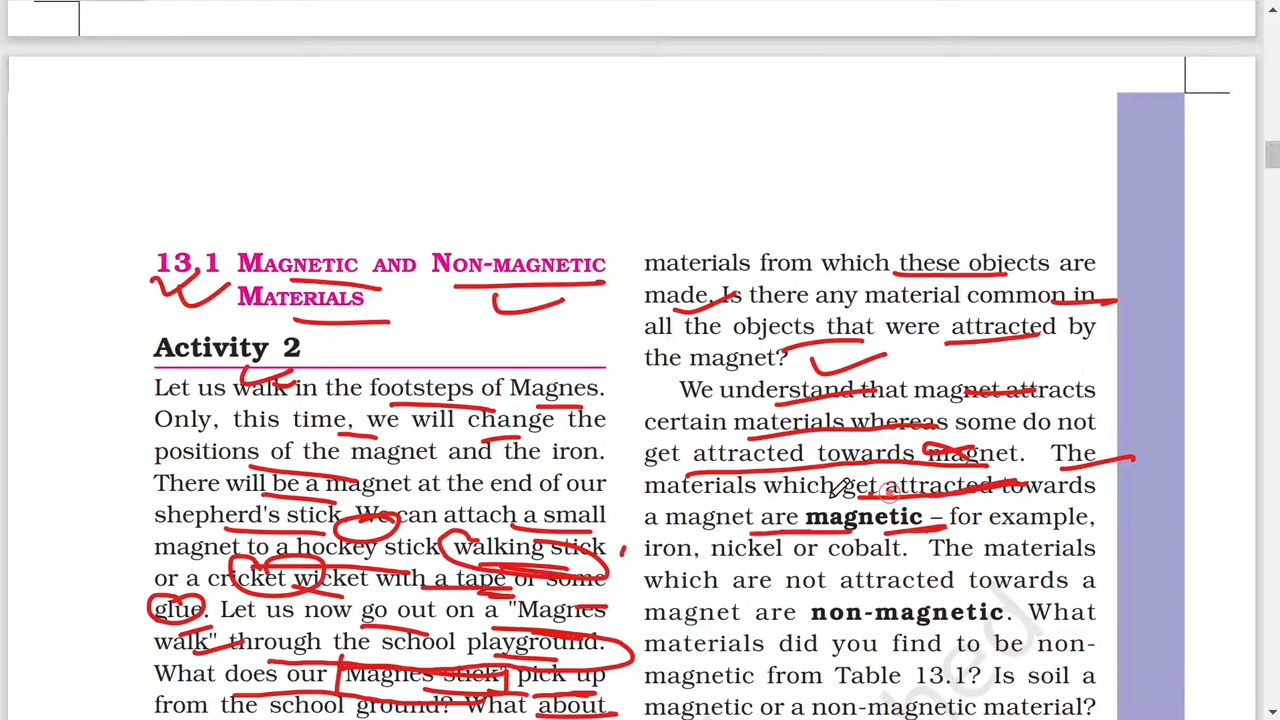 13.1 MAGNETIC AND NON-MAGNETIC
MATERIALS
Activity 2
Let us walk in the footsteps of Magnes.
Only, this time, we will change the
positions of the magnet and the iron.
There will be a magnet at the end of our
shepherd's stick. We can attach a small
magnet to a hockey stick, walking stick
or a cricket wicket with a tape or some
glue. Let us now go out on a "Magnes
walk" through the school playground.
What does our "Magnes stick" pick up
from the school ground? What about
materials from which these objects are
made. Is there any material common in
all the objects that were attracted by
the magnet?
We understand that magnet attracts
certain materials whereas some do not
get attracted towards magnet. The
materials which get attracted towards
a magnet are magnetic – for example,
iron, nickel or cobalt. The materials
which are not attracted towards a
magnet are non-magnetic. What
materials did you find to be non-
magnetic from Table 13.1? Is soil a
magnetic or a non-magnetic material?